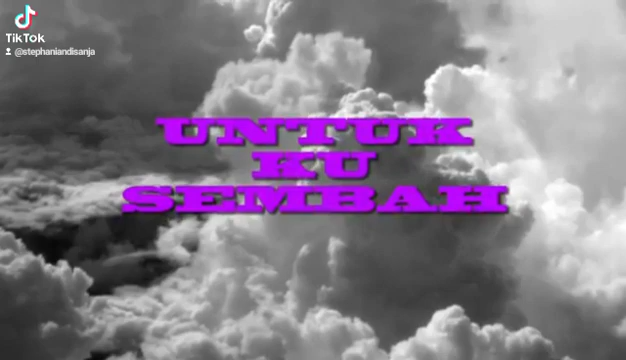 TikTok
@stephaniandisanja
UNTUK
KU
SEMBAH